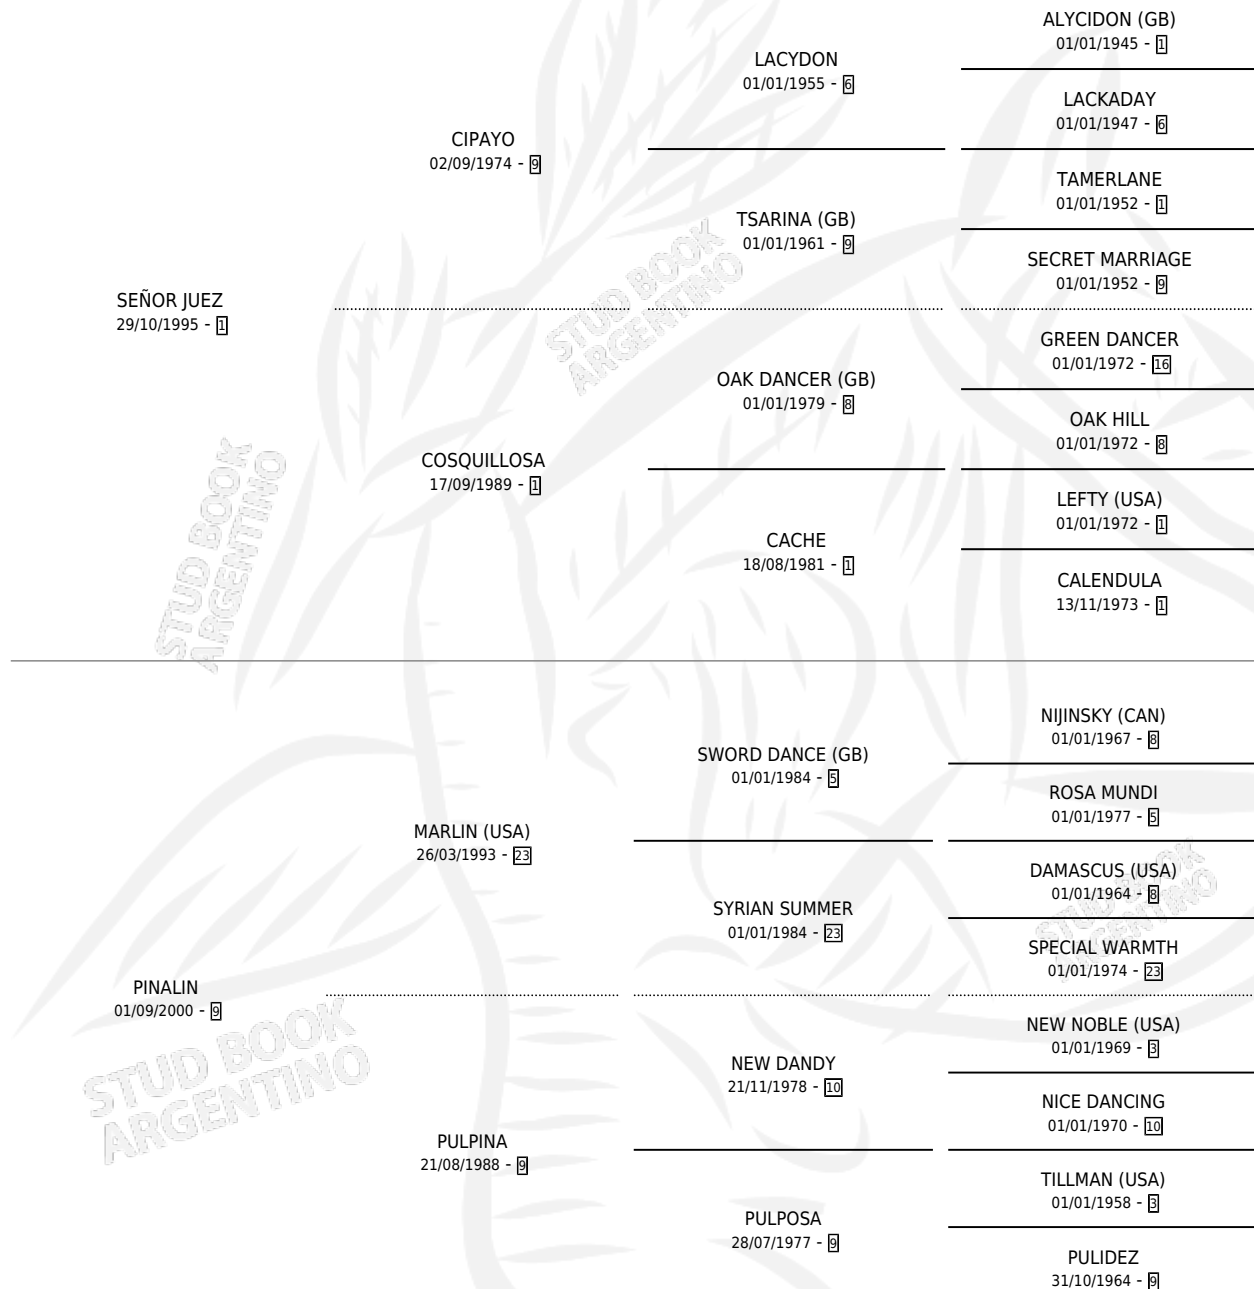 SEÑOR JUEZ
29/10/1995 - 1
CIPAYO
02/09/1974 - 9
COSQUILLOSA
17/09/1989 - 1
LACYDON
01/01/1955 - 6
TSARINA (GB)
01/01/1961 - 9
OAK DANCER (GB)
01/01/1979 - 8
CACHE
18/08/1981 - 1
ALYCIDON (GB)
01/01/1945 - 1
LACKADAY
01/01/1947 - 6
TAMERLANE
01/01/1952 - 1
SECRET MARRIAGE
01/01/1952 - 9
GREEN DANCER
01/01/1972 - 16
OAK HILL
01/01/1972 - 8
LEFTY (USA)
01/01/1972 - 1
CALENDULA
13/11/1973 - 1
PINALIN
01/09/2000 - 9
MARLIN (USA)
26/03/1993 - 23
PULPINA
21/08/1988 - 9
SWORD DANCE (GB)
01/01/1984 - 5
SYRIAN SUMMER
01/01/1984 - 23
NEW DANDY
21/11/1978 - 10
PULPOSA
28/07/1977 - 9
NIJINSKY (CAN)
01/01/1967 - 8
ROSA MUNDI
01/01/1977 - 5
DAMASCUS (USA)
01/01/1964 - 8
SPECIAL WARMTH
01/01/1974 - 23
NEW NOBLE (USA)
01/01/1969 - 3
NICE DANCING
01/01/1970 - 10
TILLMAN (USA)
01/01/1958 - 3
PULIDEZ
31/10/1964 - 9
STUD BOOK
ARGENTINO
STUD BOOK
ARGENTINO
STUD BOOK
ARGENTINO
STUD BOOK
ARGENTINO